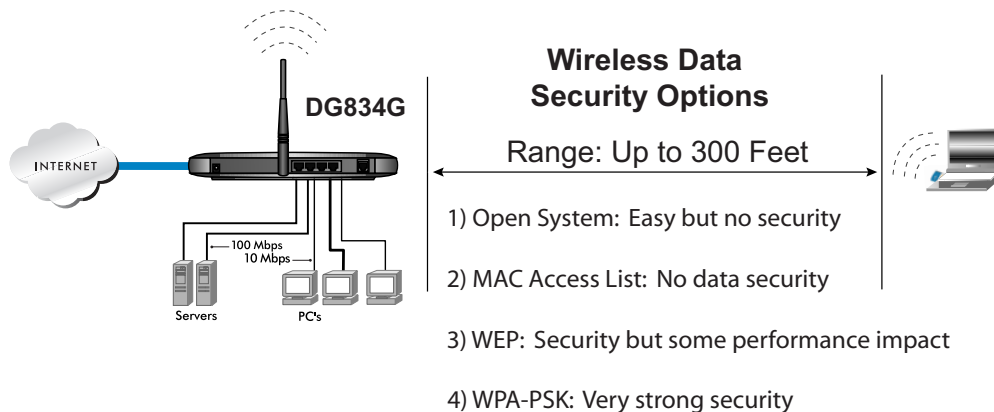 Wireless Data
Security Options
DG834G
Range: Up to 300 Feet
INTERNET
1) Open System: Easy but no security
100 Mbps
10 Mbps
2) MAC Access List: No data security
Servers
PC's
3) WEP: Security but some performance impact
4) WPA-PSK: Very strong security